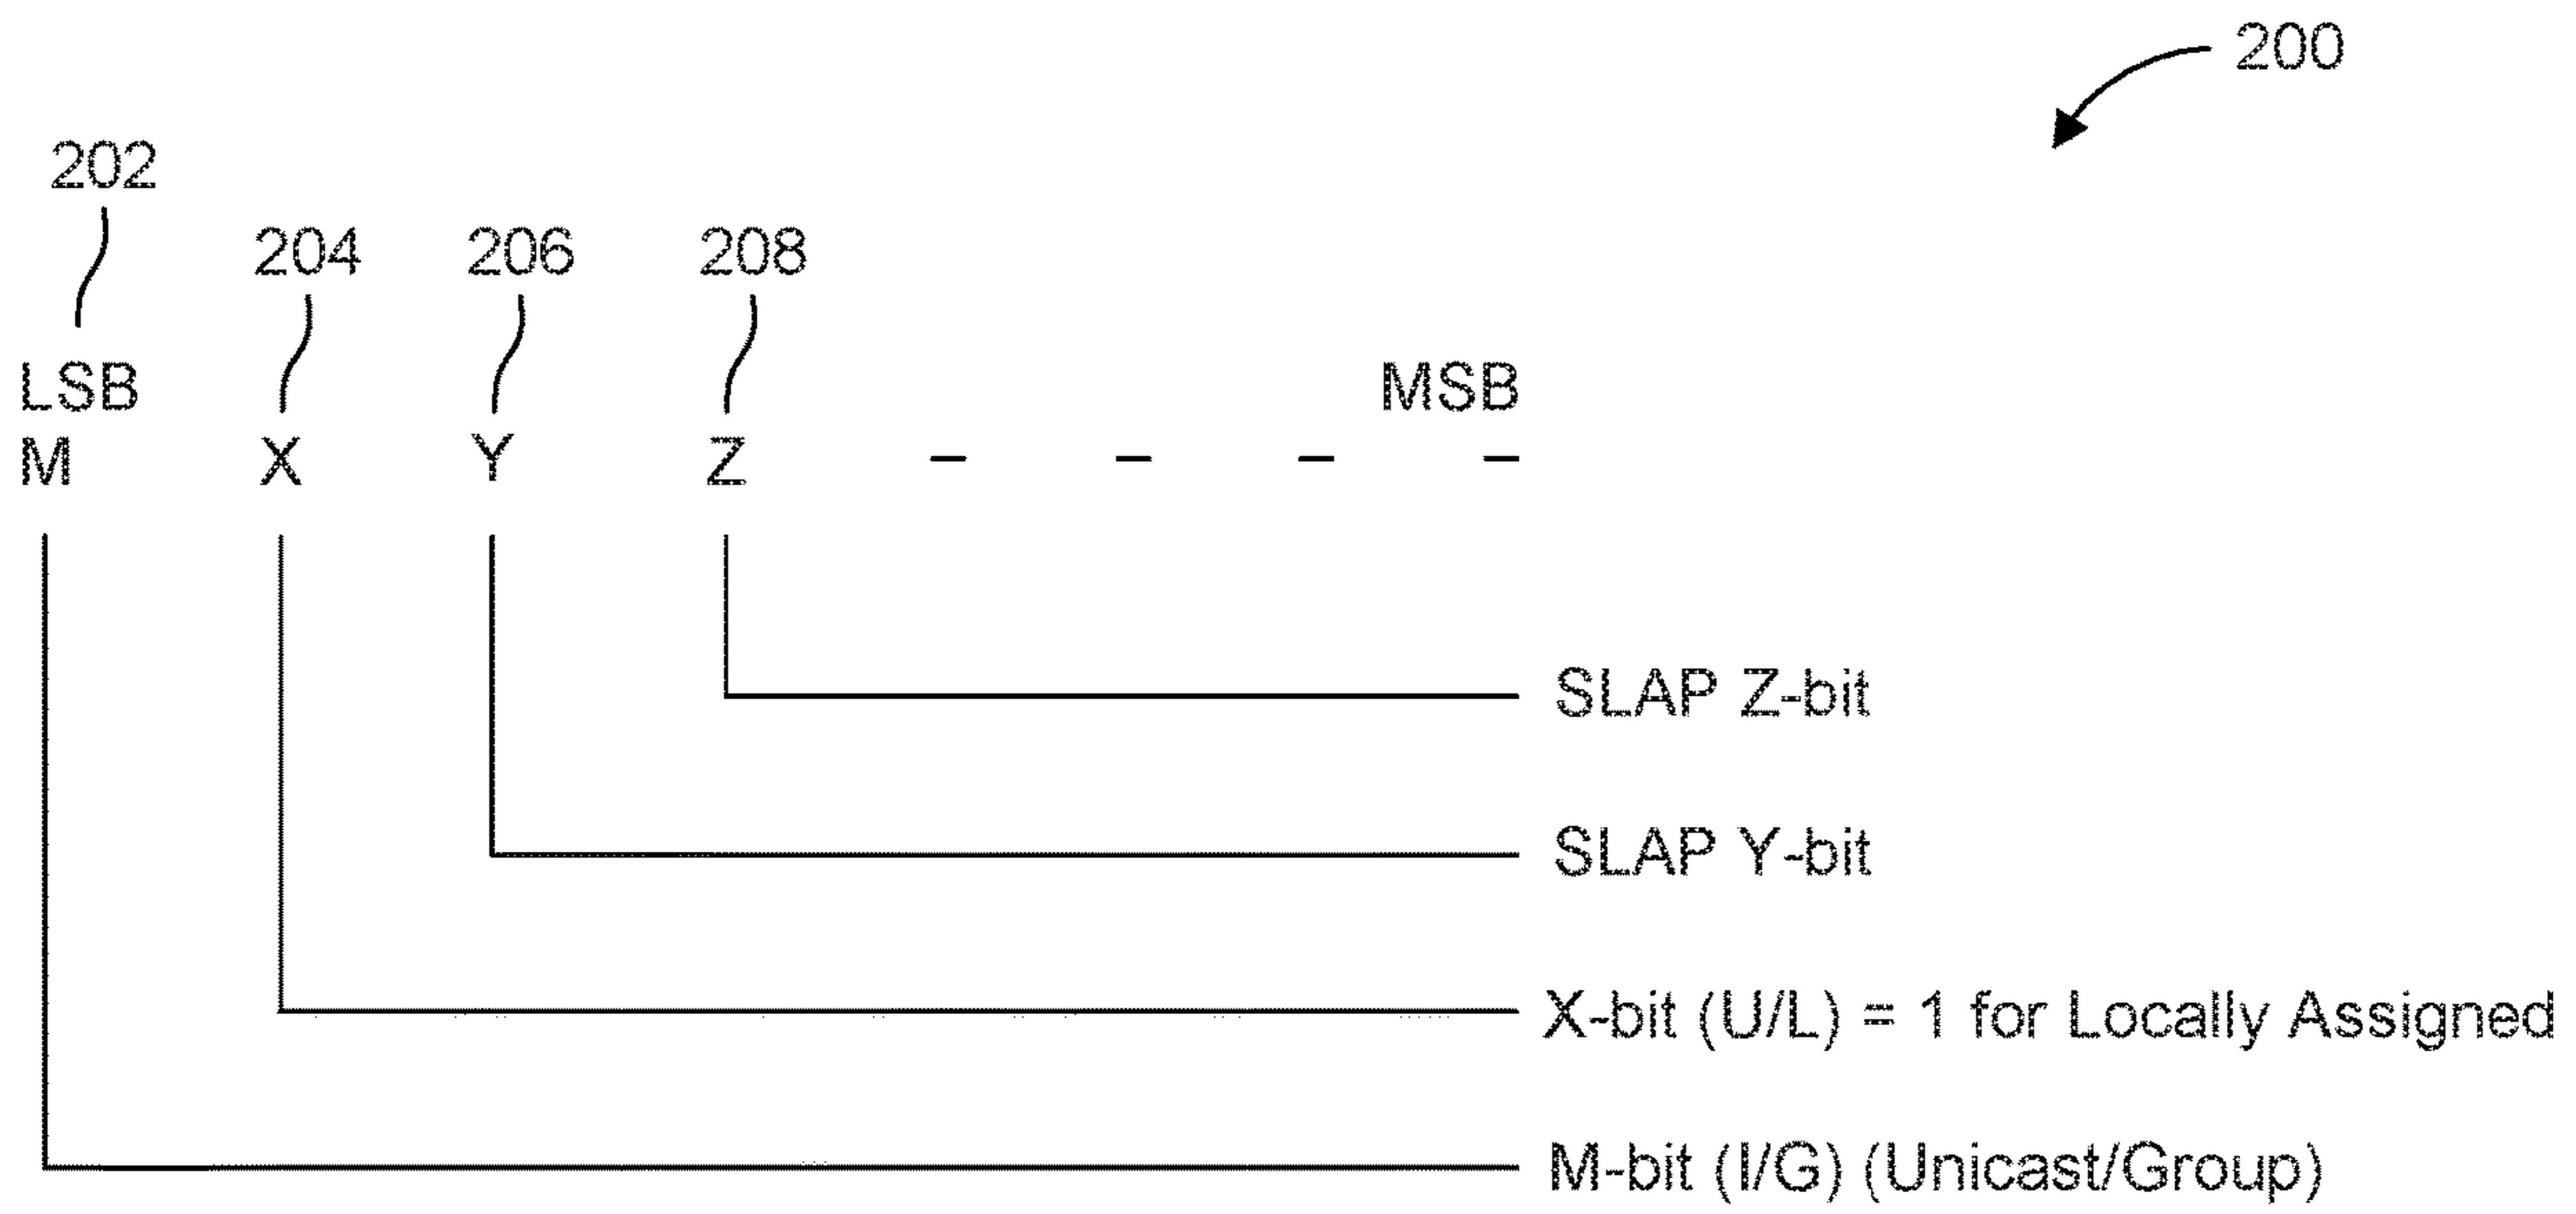 200
202
204 206 208
LSB MSB
M X Y Z - - - -
SLAP Z-bit
SLAP Y-bit
X-bit (U/L) = 1 for Locally Assigned
M-bit (I/G) (Unicast/Group)